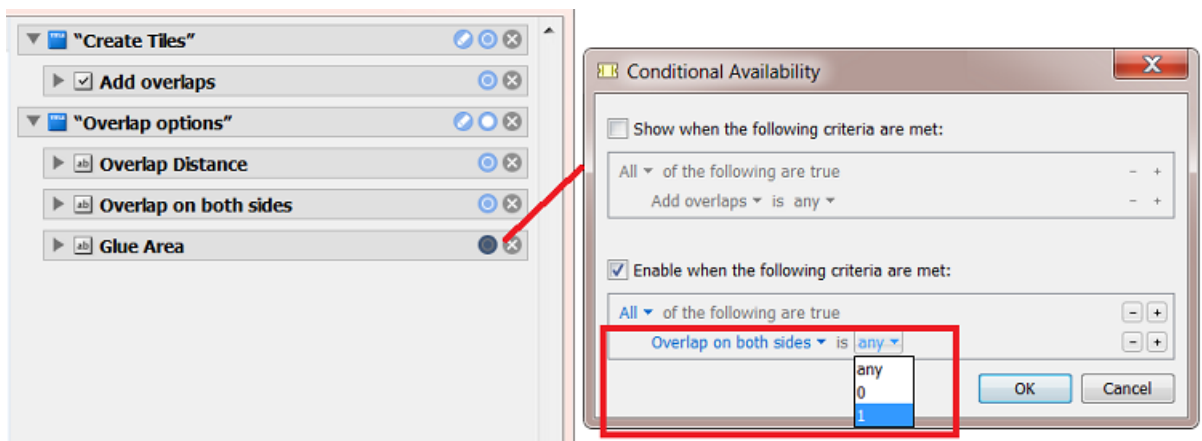 "Create Tiles"
Add overlaps
"Overlap options"
ab Overlap Distance
ab Overlap on both sides
ab Glue Area
Conditional Availability
X
Show when the following criteria are met:
All of the following are true - +
Add overlaps is any - +
Enable when the following criteria are met:
All of the following are true - +
Overlap on both sides is any - +
any
0
1
OK Cancel